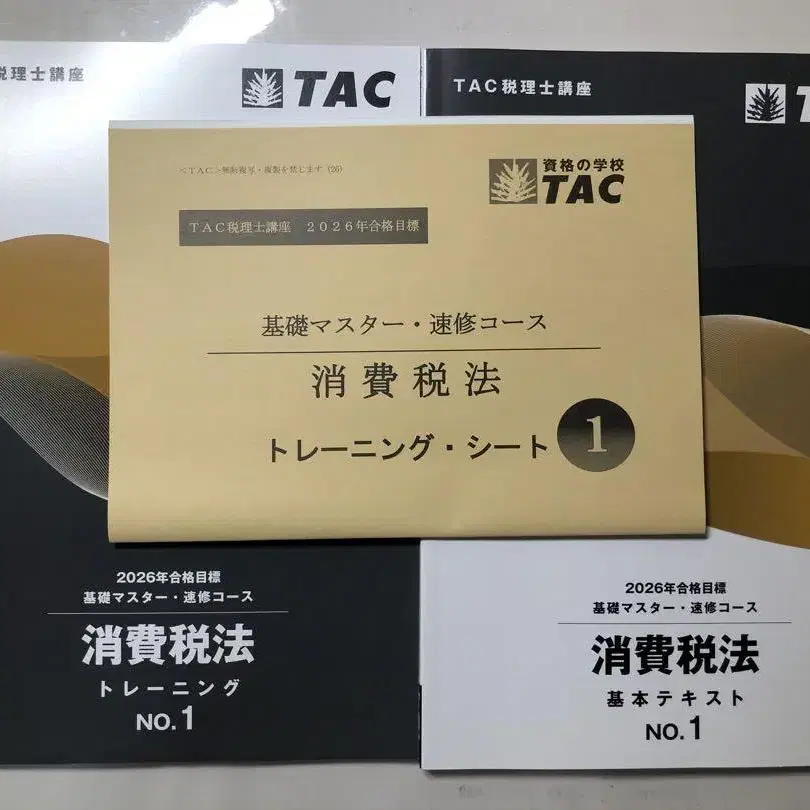 税理士講座
TAC
TAC税理士講座
T
<TAC>無断複写・複製を禁じます (26)
資格の学校
TAC
TAC税理士講座 2026年合格目標
基礎マスター・速修コース
消費税法
トレーニング・シート
1
2026年合格目標
基礎マスター・速修コース
消費税法
トレーニング
NO.1
2026年合格目標
基礎マスター・速修コース
消費税法
基本テキスト
NO.1